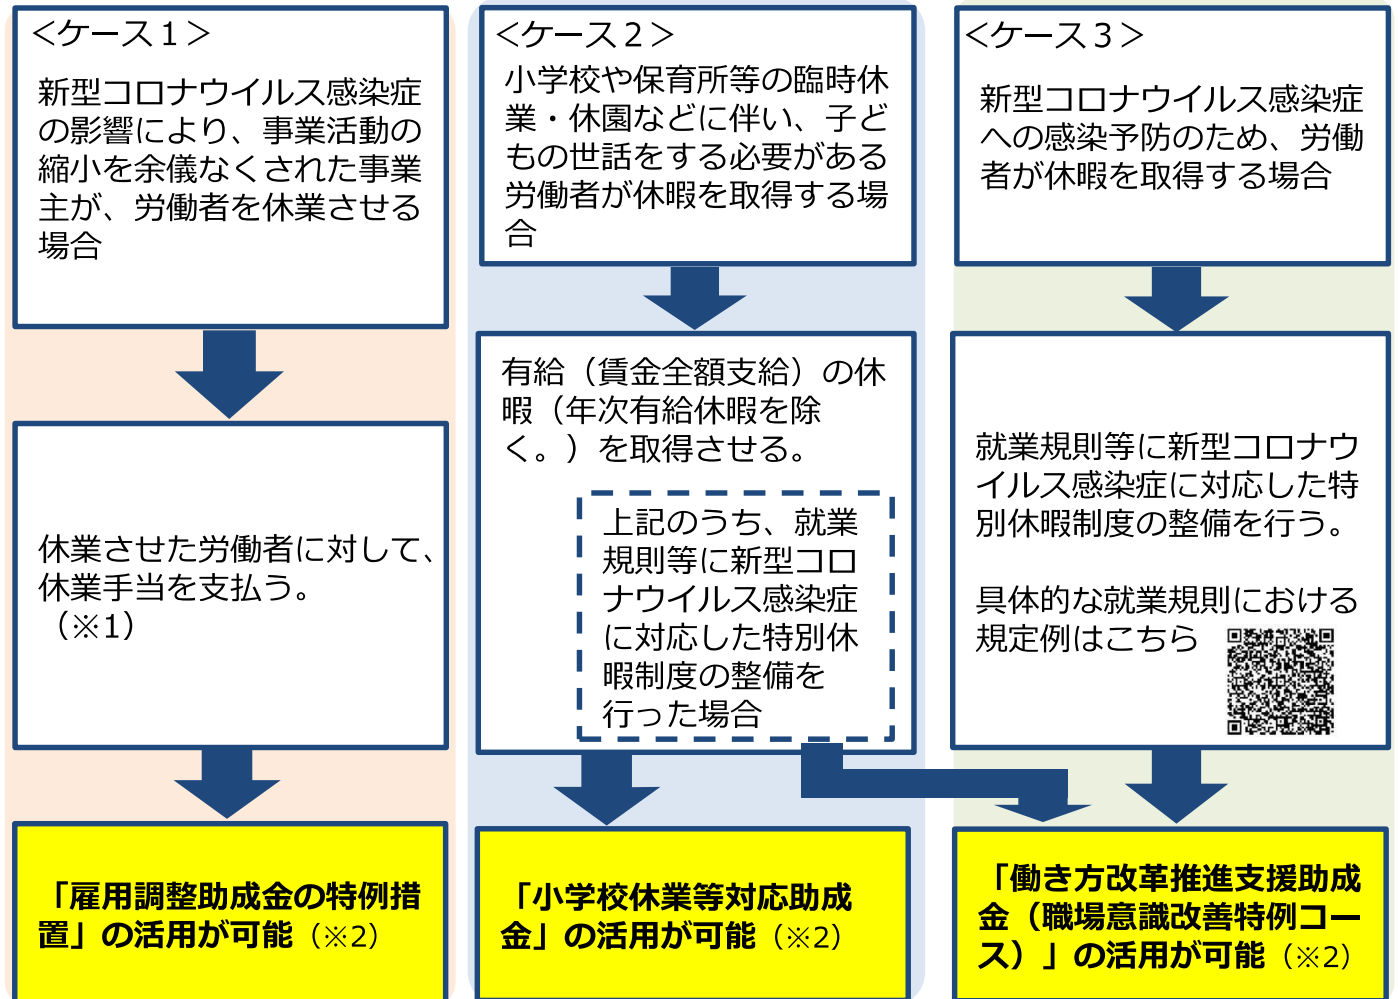 ＜ケース１＞
新型コロナウイルス感染症
の影響により、事業活動の
縮小を余儀なくされた事業
主が、労働者を休業させる
場合
休業させた労働者に対して、
休業手当を支払う。
（※1）
「雇用調整助成金の特例措
置」の活用が可能（※2）
＜ケース２＞
小学校や保育所等の臨時休
業・休園などに伴い、子ど
もの世話をする必要がある
労働者が休暇を取得する場
合
有給（賃金全額支給）の休
暇（年次有給休暇を除
く。）を取得させる。
上記のうち、就業
規則等に新型コロ
ナウイルス感染症
に対応した特別休
暇制度の整備を
行った場合
「小学校休業等対応助成
金」の活用が可能（※2）
＜ケース３＞
新型コロナウイルス感染症
への感染予防のため、労働
者が休暇を取得する場合
就業規則等に新型コロナウ
イルス感染症に対応した特
別休暇制度の整備を行う。
具体的な就業規則における
規定例はこちら
「働き方改革推進支援助成
金（職場意識改善特例コー
ス）」の活用が可能（※2）